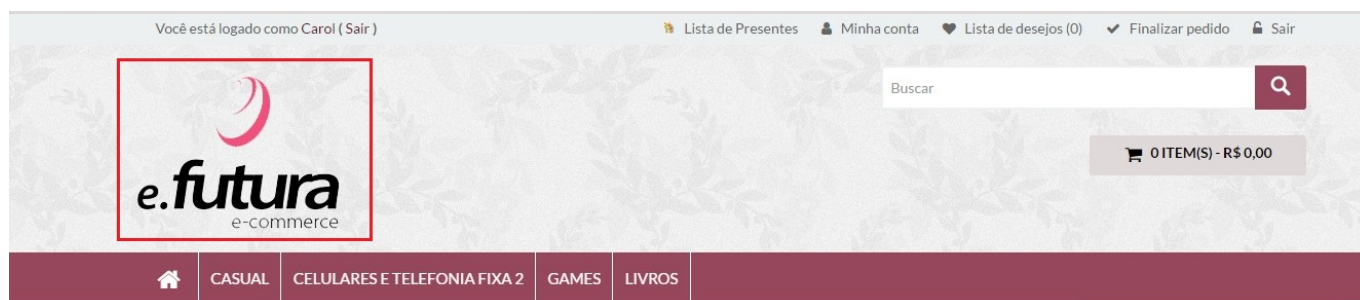 Você está logado como Carol ( Sair ) Lista de Presentes Minha conta Lista de desejos (0) Finalizar pedido Sair
Buscar
0 ITEM(S) - R$ 0,00
e.futura
e-commerce
CASUAL CELULARES E TELEFONIA FIXA 2 GAMES LIVROS